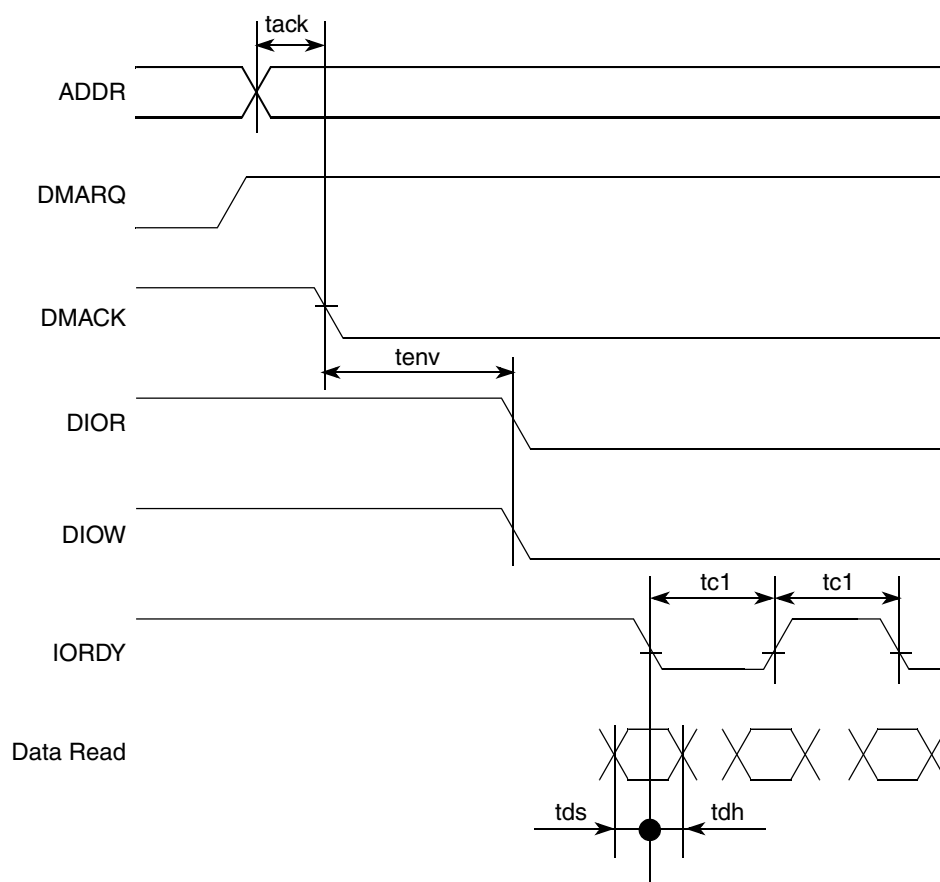 tack
ADDR
DMARQ
DMACK
tenv
DIOR
DIOW
tc1 tc1
IORDY
Data Read
tds tdh